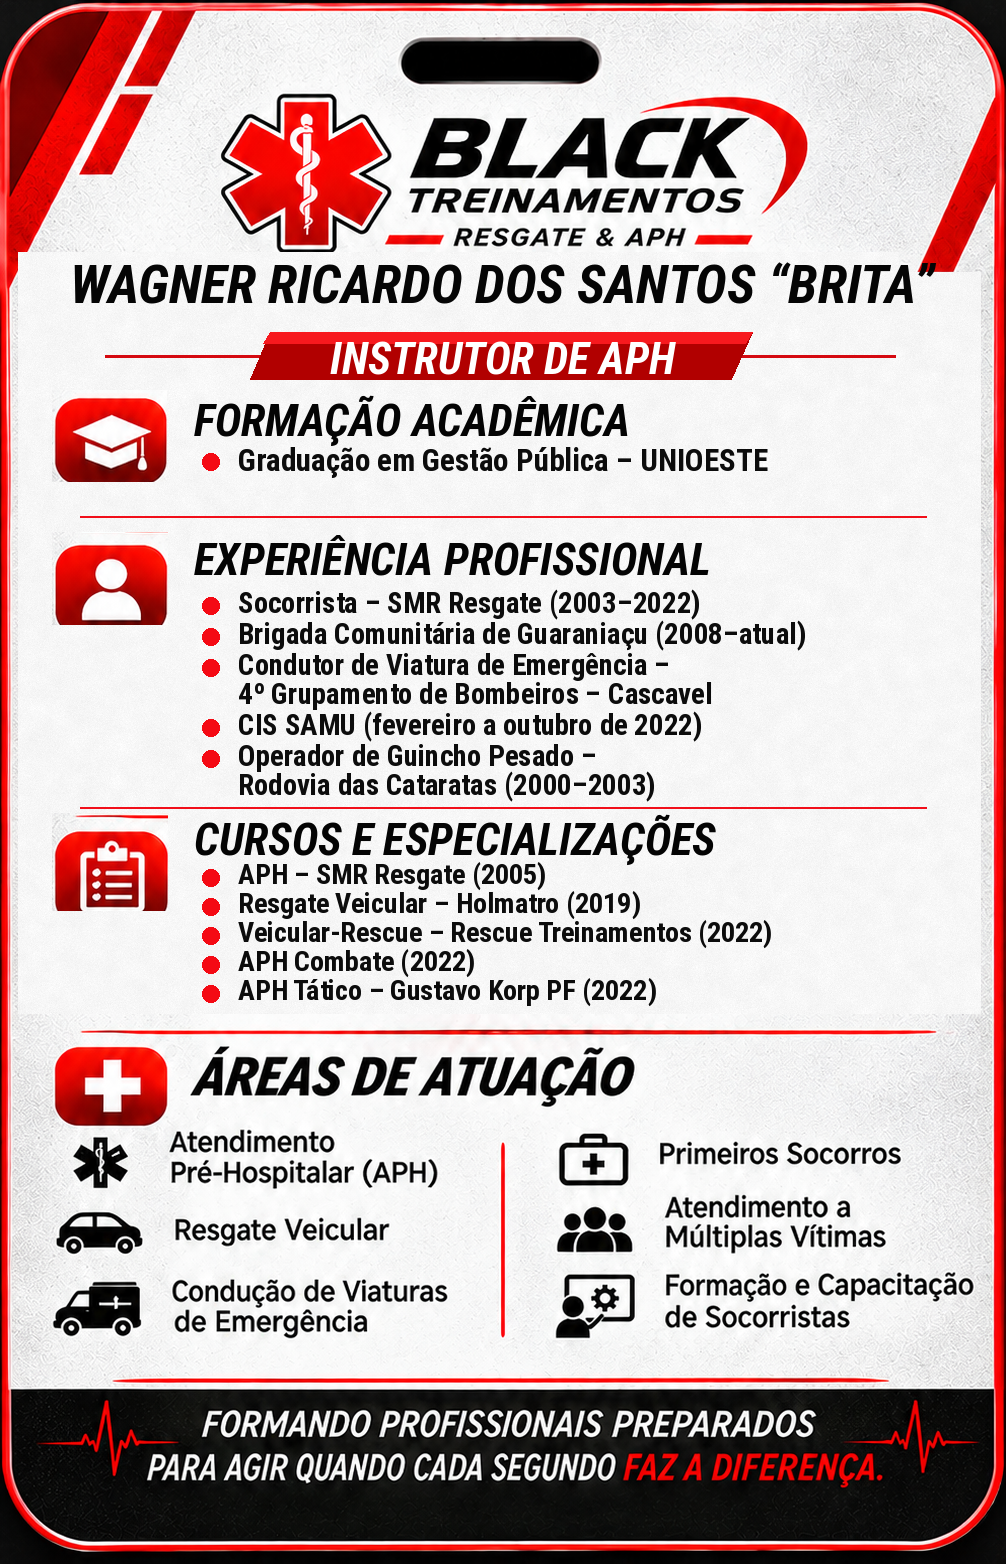 BLACK
TREINAMENTOS
RESGATE & APH
WAGNER RICARDO DOS SANTOS “BRITA”
INSTRUTOR DE APH
FORMAÇÃO ACADÊMICA
Graduação em Gestão Pública – UNIOESTE
EXPERIÊNCIA PROFISSIONAL
Socorrista – SMR Resgate (2003–2022)
Brigada Comunitária de Guaraniaçu (2008–atual)
Condutor de Viatura de Emergência –
4º Grupamento de Bombeiros – Cascavel
CIS SAMU (fevereiro a outubro de 2022)
Operador de Guincho Pesado –
Rodovia das Cataratas (2000–2003)
CURSOS E ESPECIALIZAÇÕES
APH – SMR Resgate (2005)
Resgate Veicular – Holmatro (2019)
Veicular-Rescue – Rescue Treinamentos (2022)
APH Combate (2022)
APH Tático – Gustavo Korp PF (2022)
ÁREAS DE ATUAÇÃO
Atendimento
Pré-Hospitalar (APH)
Resgate Veicular
Condução de Viaturas
de Emergência
Primeiros Socorros
Atendimento a
Múltiplas Vítimas
Formação e Capacitação
de Socorristas
FORMANDO PROFISSIONAIS PREPARADOS
PARA AGIR QUANDO CADA SEGUNDO FAZ A DIFERENÇA.